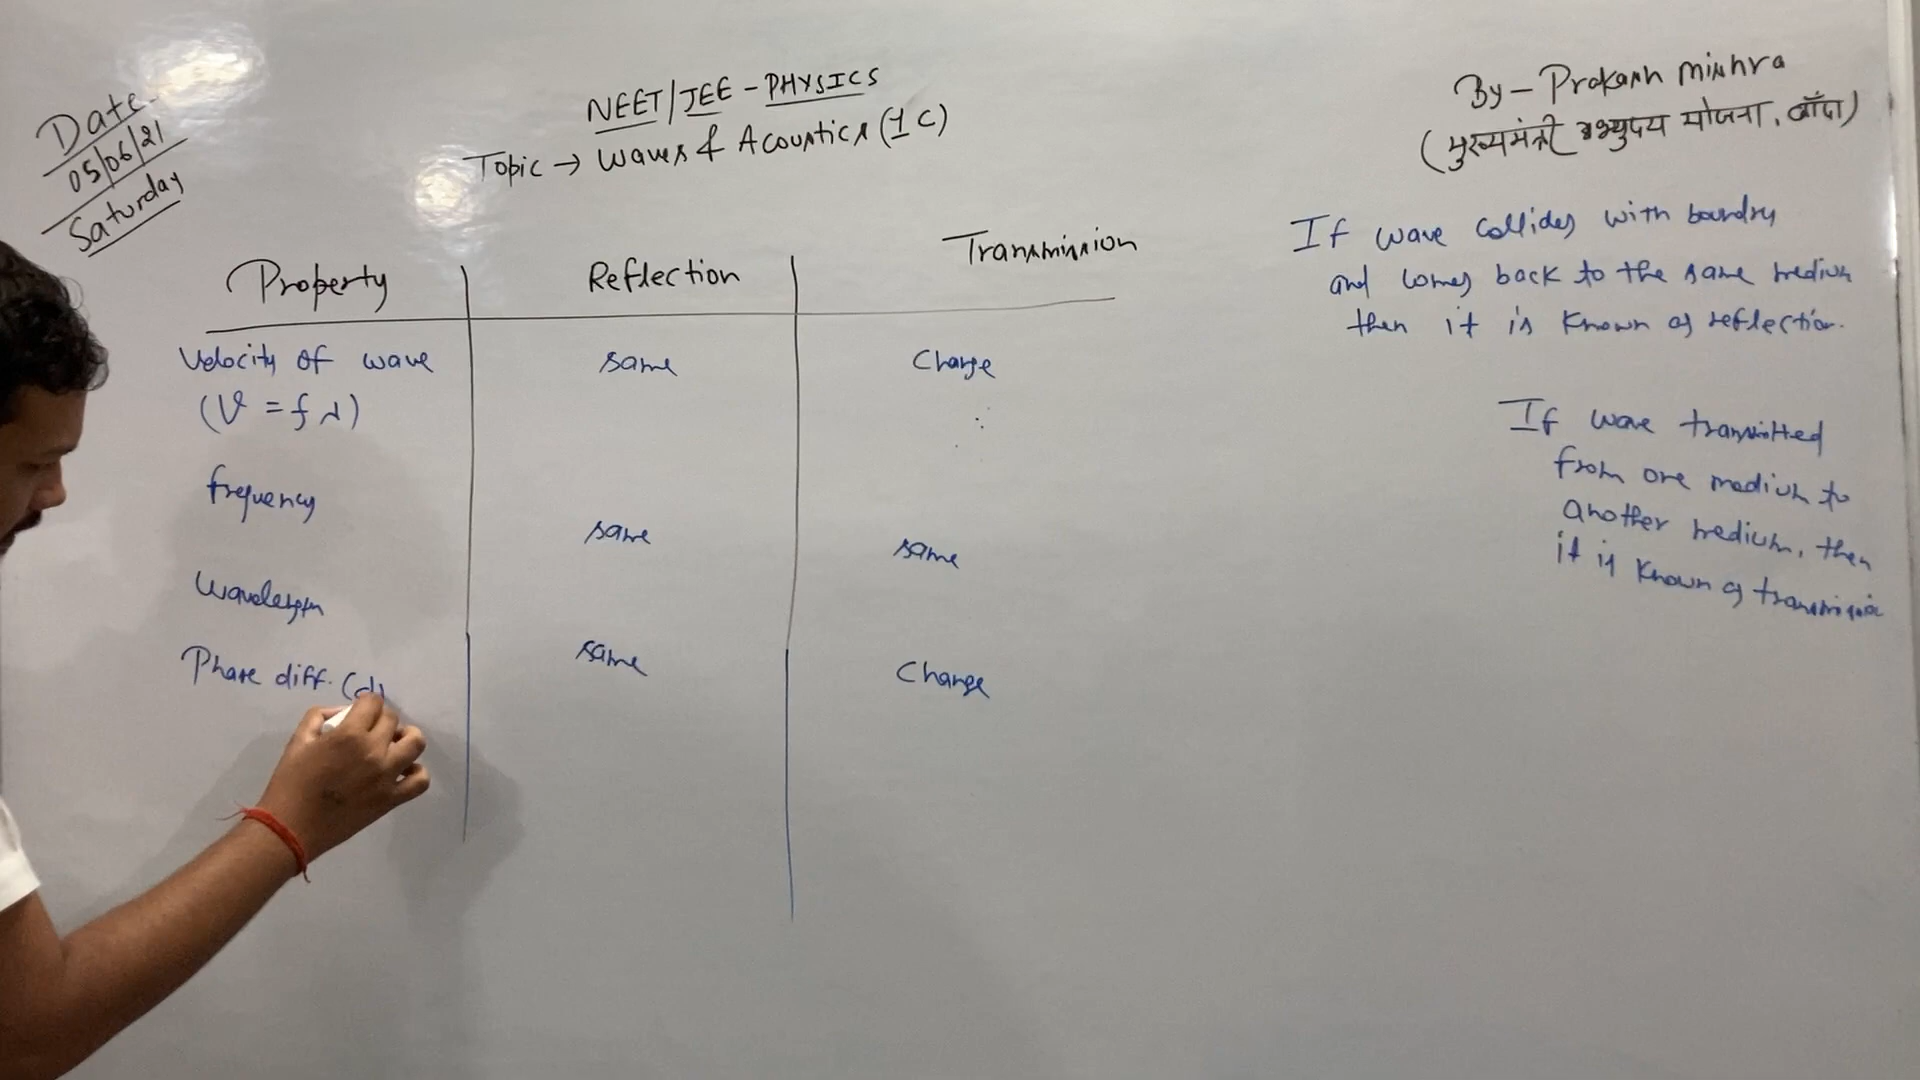 Date-
05/06/21
Saturday
NEET/JEE - PHYSICS
Topic → Waves & Acoustics (1C)
By - Prakash mishra
(मुख्यमंत्री अभ्युदय योजना, बाँदा)
Property Reflection Transmission
Velocity of wave same Change
(V = fλ)
frequency same same
Wavelength same Change
Phase diff. (
If wave collides with boundry
and comes back to the same medium
then it is known as reflection.
If wave transmitted
from one medium to
another medium, then
it is known as transmission